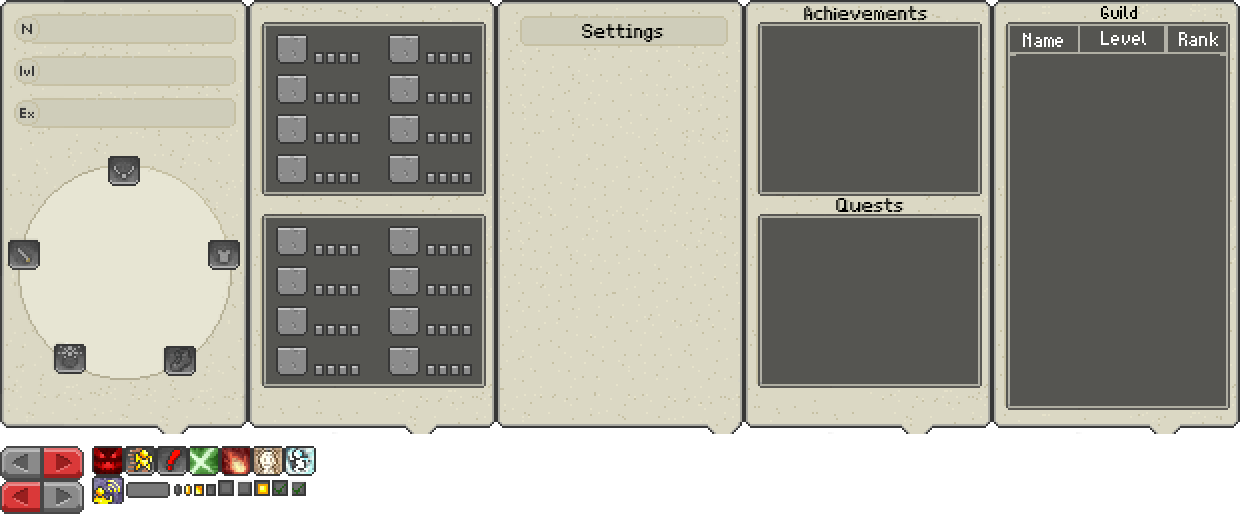 N
lvl
Ex
Settings
Achievements
Quests
Guild
Name Level Rank